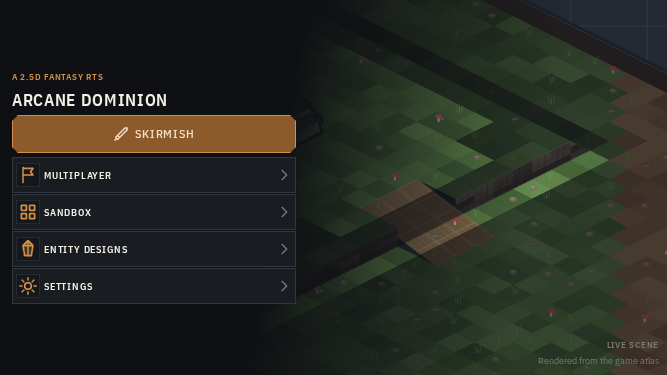 A 2.5D FANTASY RTS
ARCANE DOMINION
SKIRMISH
MULTIPLAYER
SANDBOX
ENTITY DESIGNS
SETTINGS
LIVE SCENE
Rendered from the game atlas